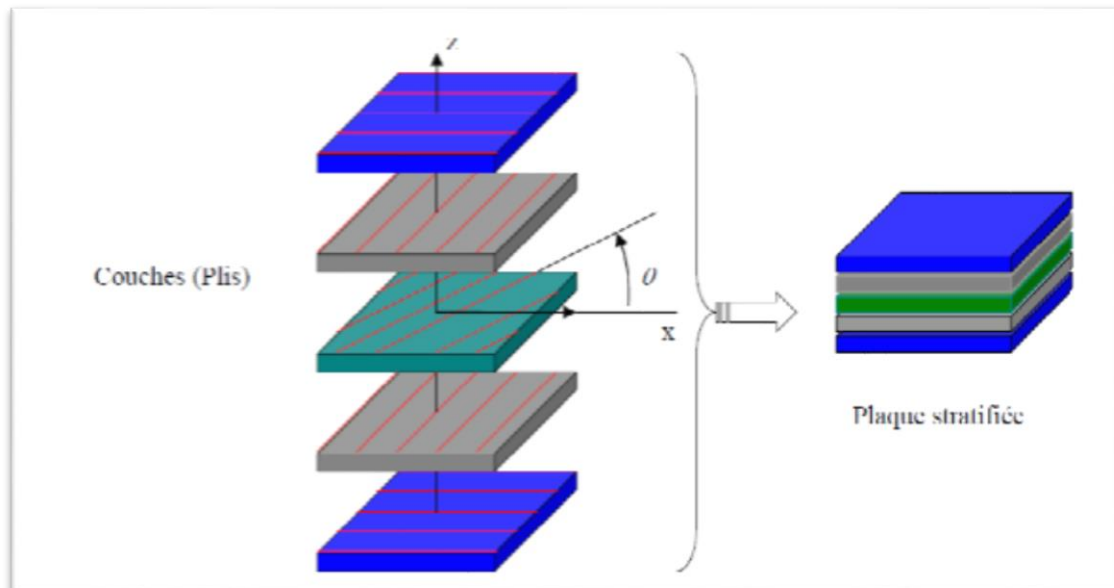 z
Couches (Plis)
θ
x
Plaque stratifiée